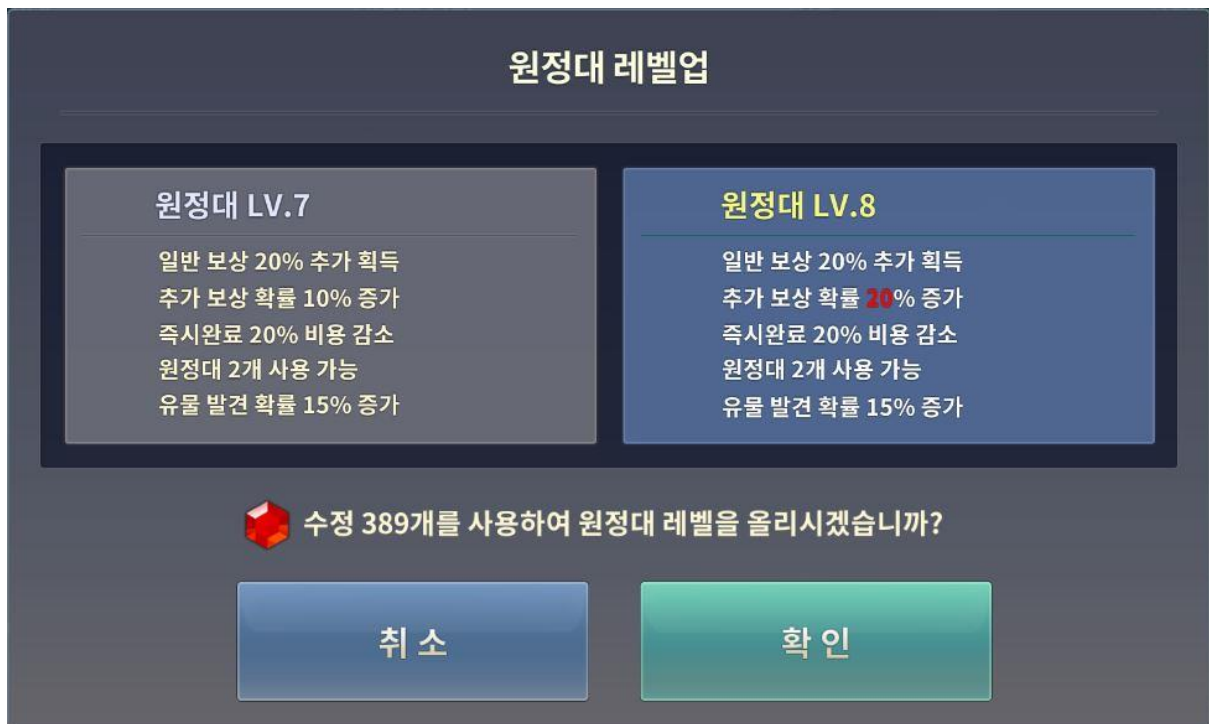 원정대 레벨업
원정대 LV.7
일반 보상 20% 추가 획득
추가 보상 확률 10% 증가
즉시완료 20% 비용 감소
원정대 2개 사용 가능
유물 발견 확률 15% 증가
원정대 LV.8
일반 보상 20% 추가 획득
추가 보상 확률 20% 증가
즉시완료 20% 비용 감소
원정대 2개 사용 가능
유물 발견 확률 15% 증가
수정 389개를 사용하여 원정대 레벨을 올리시겠습니까?
취 소
확 인